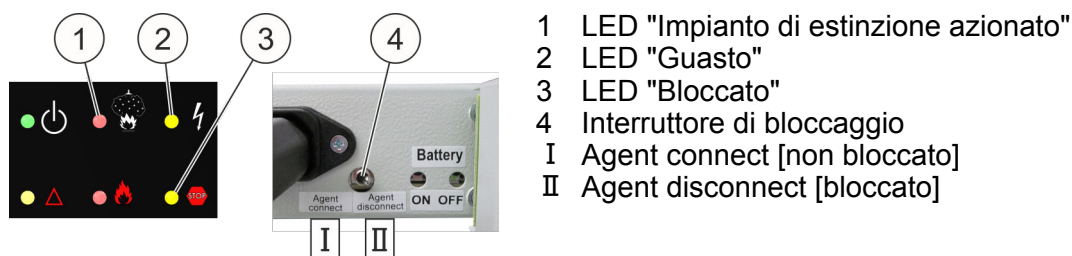 1
2
3
4
1 LED "Impianto di estinzione azionato"
2 LED "Guasto"
3 LED "Bloccato"
4 Interruttore di bloccaggio
I Agent connect [non bloccato]
II Agent disconnect [bloccato]
STOP
Battery
ON OFF
Agent connect
Agent disconnect
I
II